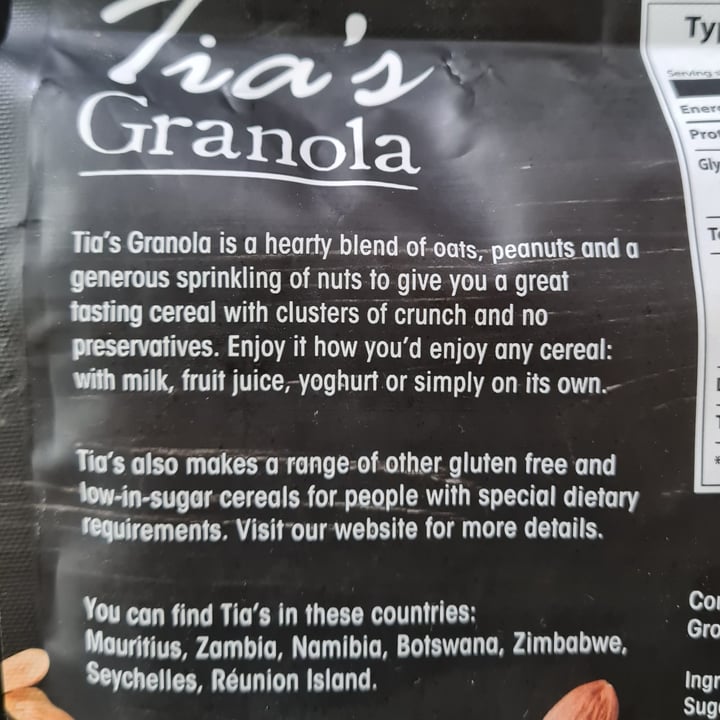 Tia's
Granola
Tia's Granola is a hearty blend of oats, peanuts and a
generous sprinkling of nuts to give you a great
tasting cereal with clusters of crunch and no
preservatives. Enjoy it how you'd enjoy any cereal:
with milk, fruit juice, yoghurt or simply on its own.
Tia's also makes a range of other gluten free and
low-in-sugar cereals for people with special dietary
requirements. Visit our website for more details.
You can find Tia's in these countries:
Mauritius, Zambia, Namibia, Botswana, Zimbabwe,
Seychelles, Réunion Island.
Serving